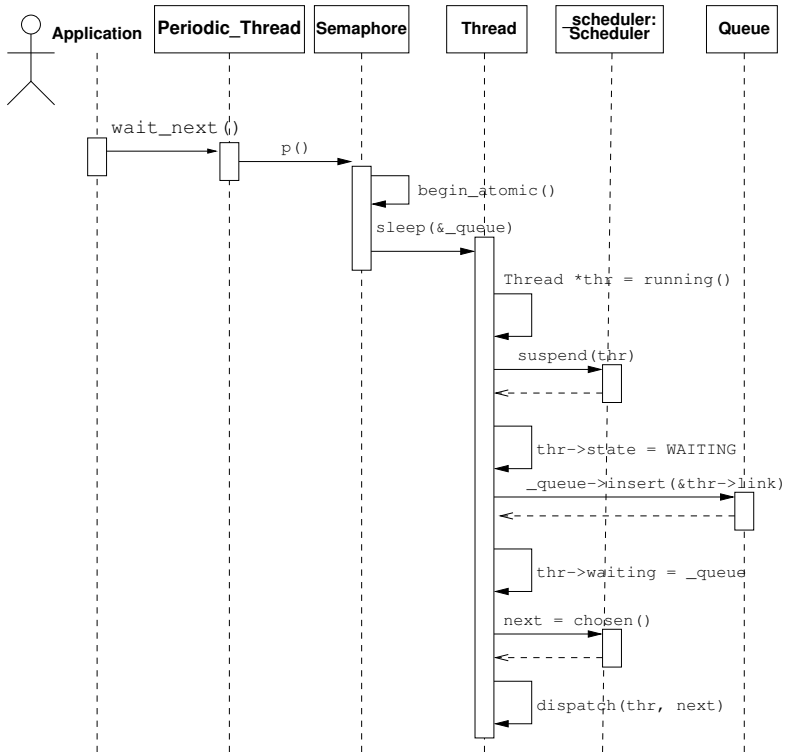 Application
Periodic_Thread
Semaphore
Thread
_scheduler:
Scheduler
Queue
wait_next()
p()
begin_atomic()
sleep(&_queue)
Thread *thr = running()
suspend(thr)
thr->state = WAITING
_queue->insert(&thr->link)
thr->waiting = _queue
next = chosen()
dispatch(thr, next)